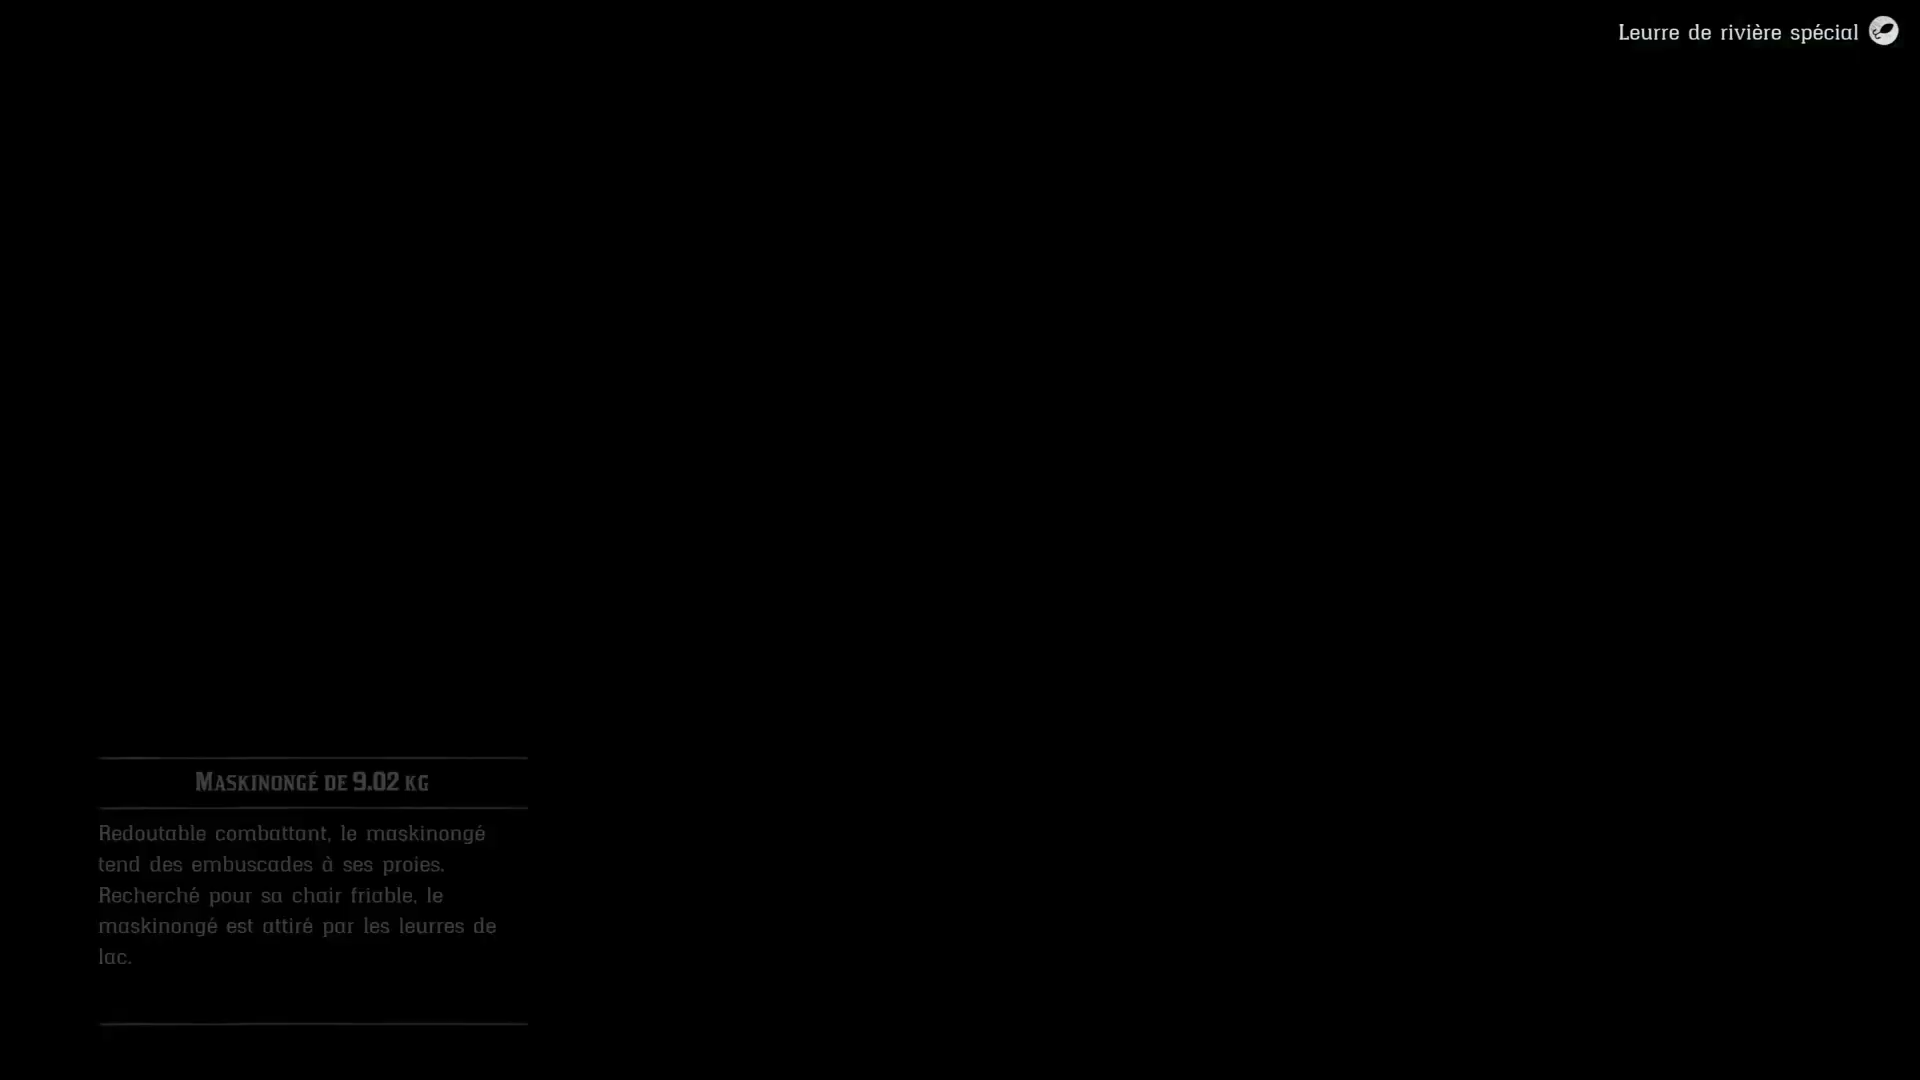 Leurre de rivière spécial
Maskinongé de 9.02 kg
Redoutable combattant, le maskinongé
tend des embuscades à ses proies.
Recherché pour sa chair friable, le
maskinongé est attiré par les leurres de
lac.